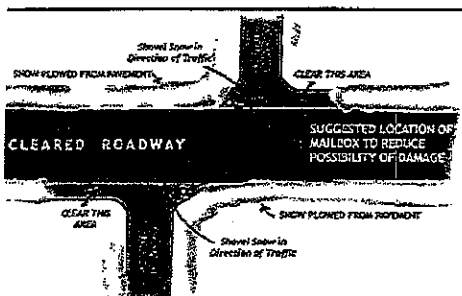 Shovel Snow in
Direction of Traffic
SNOW PLOWED FROM PAVEMENT
CLEAR THIS AREA
CLEARED ROADWAY
SUGGESTED LOCATION OF
MAILBOX TO REDUCE
POSSIBILITY OF DAMAGE
CLEAR THIS
AREA
SNOW PLOWED FROM PAVEMENT
Shovel Snow in
Direction of Traffic